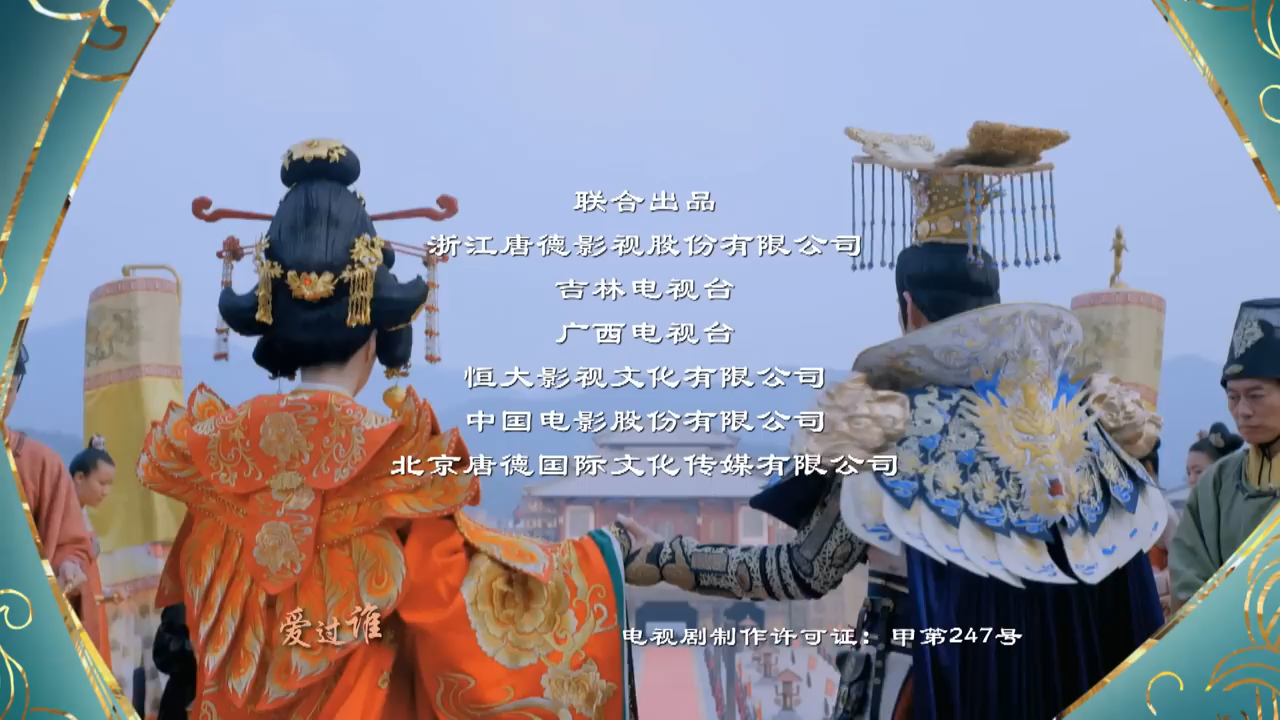 联合出品
浙江唐德影视股份有限公司
吉林电视台
广西电视台
恒大影视文化有限公司
中国电影股份有限公司
北京唐德国际文化传媒有限公司
爱过谁
电视剧制作许可证：甲第247号